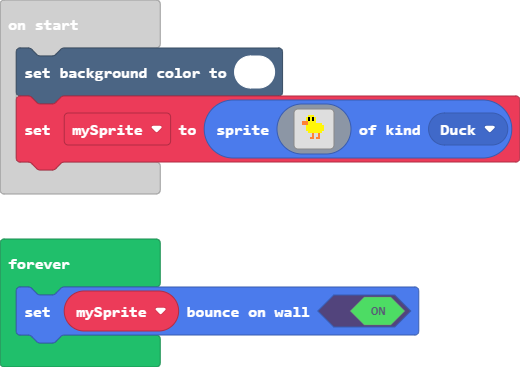 on start
set background color to
set mySprite to sprite of kind Duck
forever
set mySprite bounce on wall ON